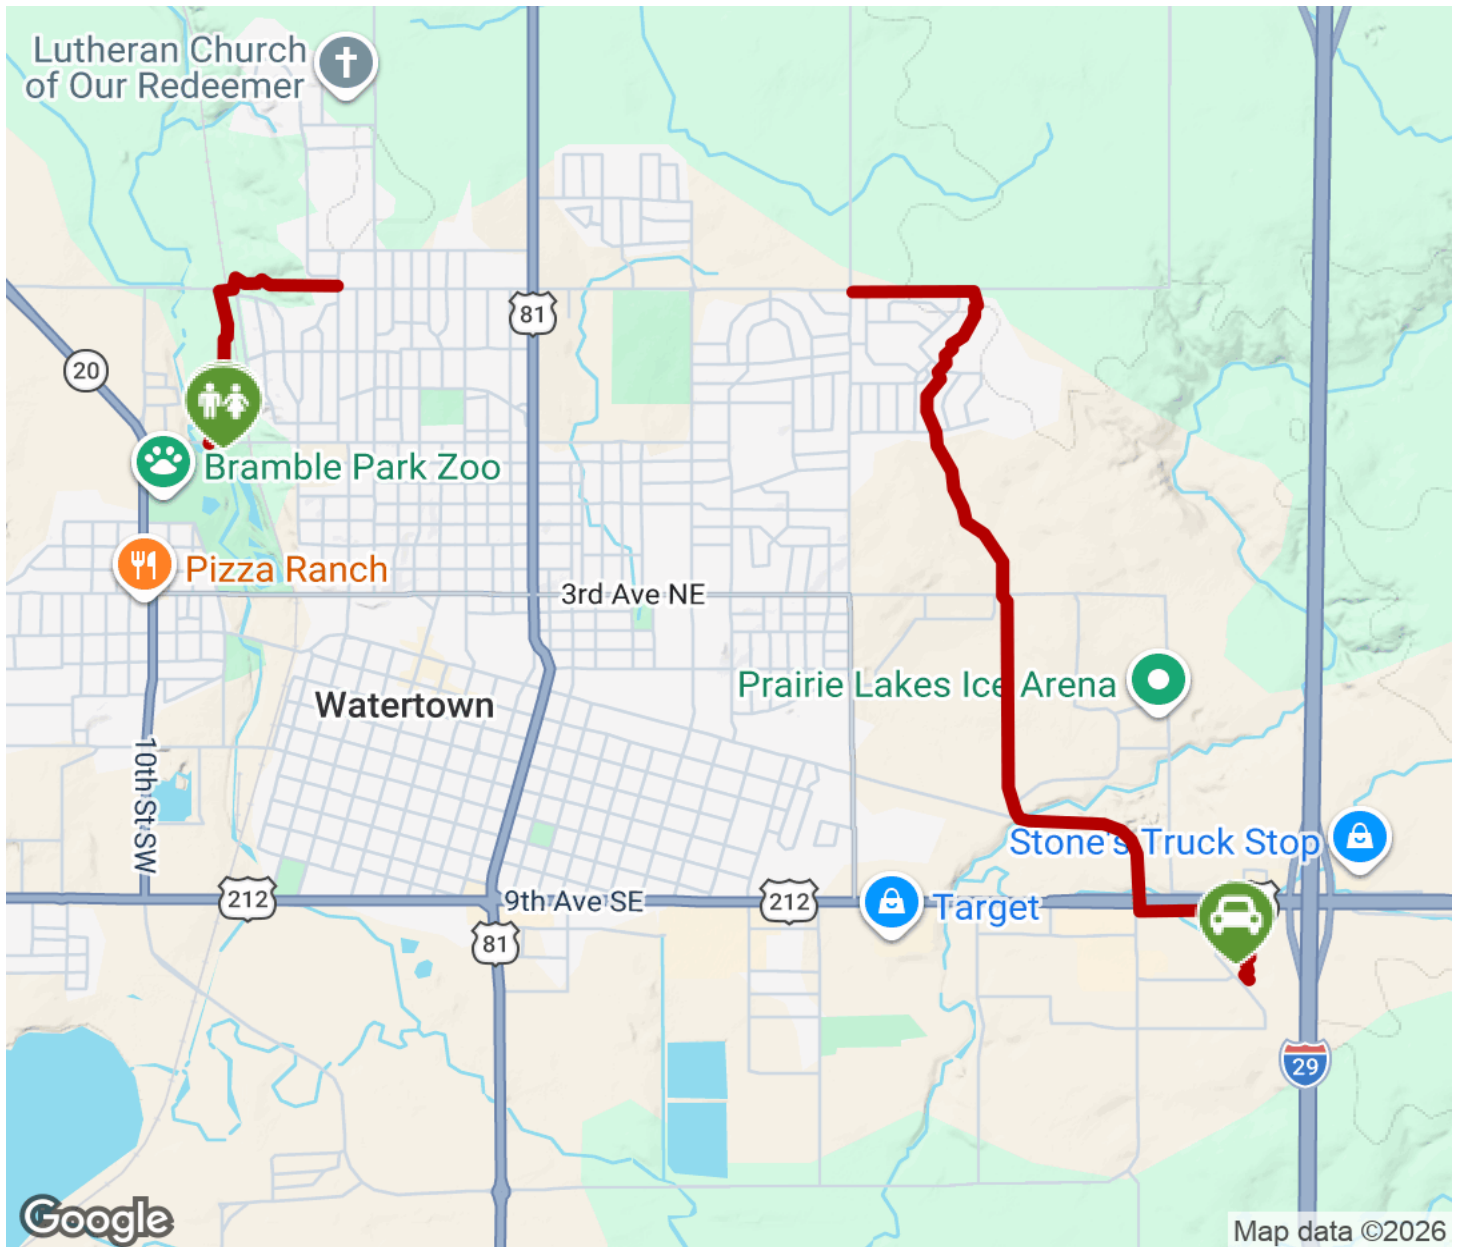 Lutheran Church
of Our Redeemer
81
20
Bramble Park Zoo
Pizza Ranch
3rd Ave NE
Prairie Lakes Ice Arena
Watertown
10th St SW
Stone's Truck Stop
212
9th Ave SE
212
Target
81
29
Google
Map data ©2026